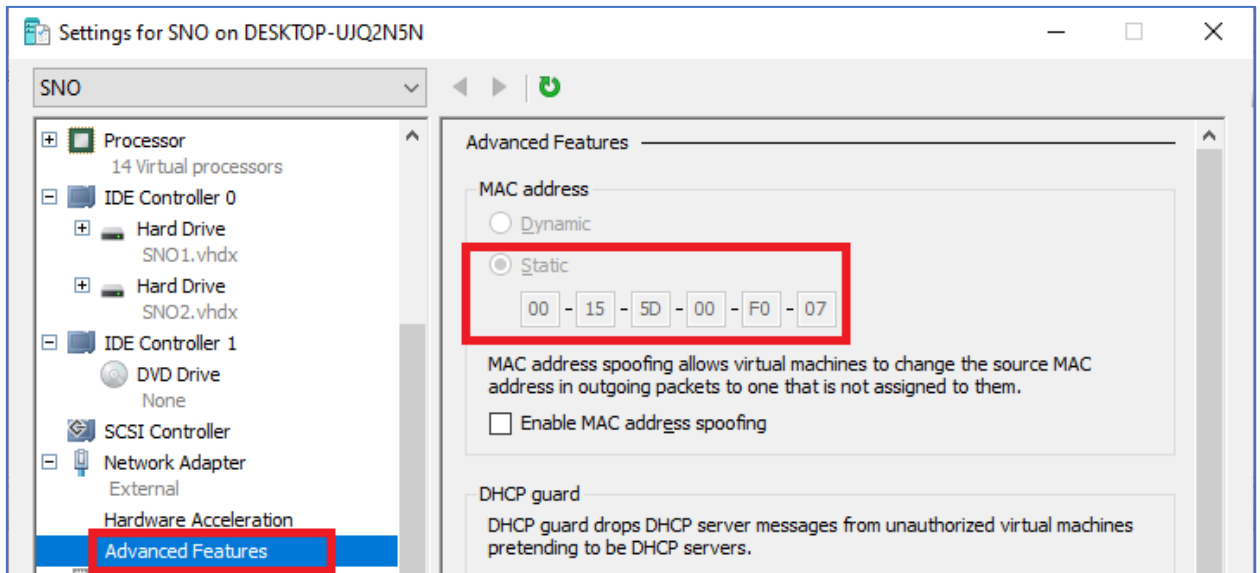 Settings for SNO on DESKTOP-UJQ2N5N
SNO
Processor
14 Virtual processors
IDE Controller 0
Hard Drive
SNO1.vhdx
Hard Drive
SNO2.vhdx
IDE Controller 1
DVD Drive
None
SCSI Controller
Network Adapter
External
Hardware Acceleration
Advanced Features
Advanced Features
MAC address
Dynamic
Static
00 - 15 - 5D - 00 - F0 - 07
MAC address spoofing allows virtual machines to change the source MAC
address in outgoing packets to one that is not assigned to them.
Enable MAC address spoofing
DHCP guard
DHCP guard drops DHCP server messages from unauthorized virtual machines
pretending to be DHCP servers.